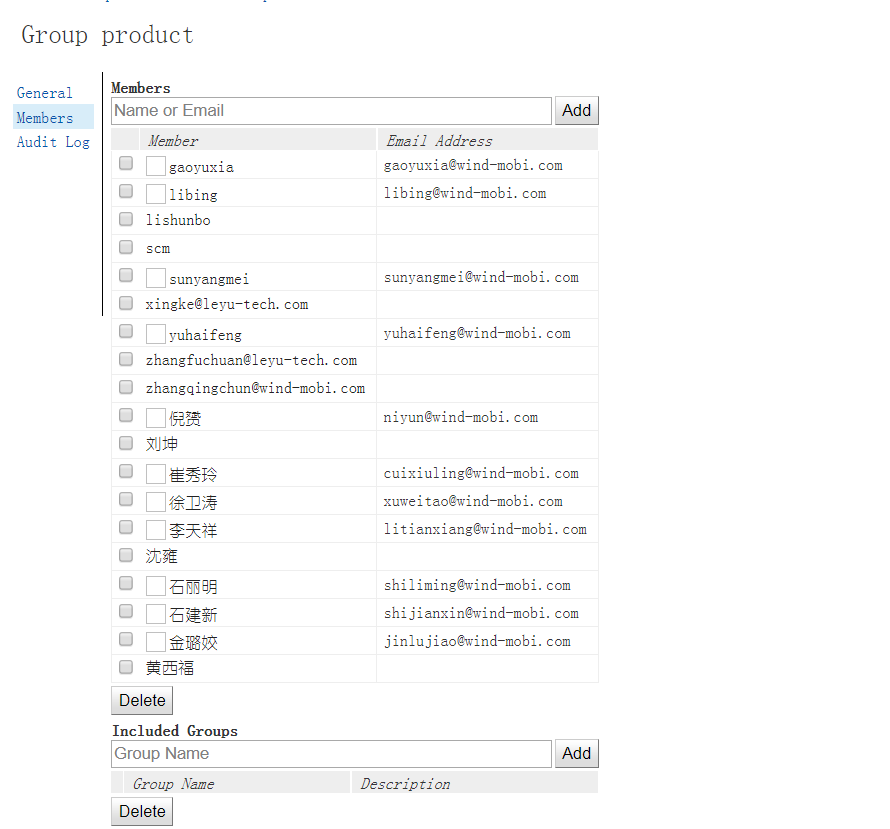 Group product
General
Members
Audit Log
Members
Name or Email Add
Member Email Address
gaoyuxia gaoyuxia@wind-mobi.com
libing libing@wind-mobi.com
lishunbo
scm
sunyangmei sunyangmei@wind-mobi.com
xingke@leyu-tech.com
yuhaifeng yuhaifeng@wind-mobi.com
zhangfuchuan@leyu-tech.com
zhangqingchun@wind-mobi.com
倪赟 niyun@wind-mobi.com
刘坤
崔秀玲 cuixiuling@wind-mobi.com
徐卫涛 xuweitao@wind-mobi.com
李天祥 litianxiang@wind-mobi.com
沈雍
石丽明 shiliming@wind-mobi.com
石建新 shijianxin@wind-mobi.com
金璐姣 jinlujiao@wind-mobi.com
黄西福
Delete
Included Groups
Group Name Add
Group Name Description
Delete